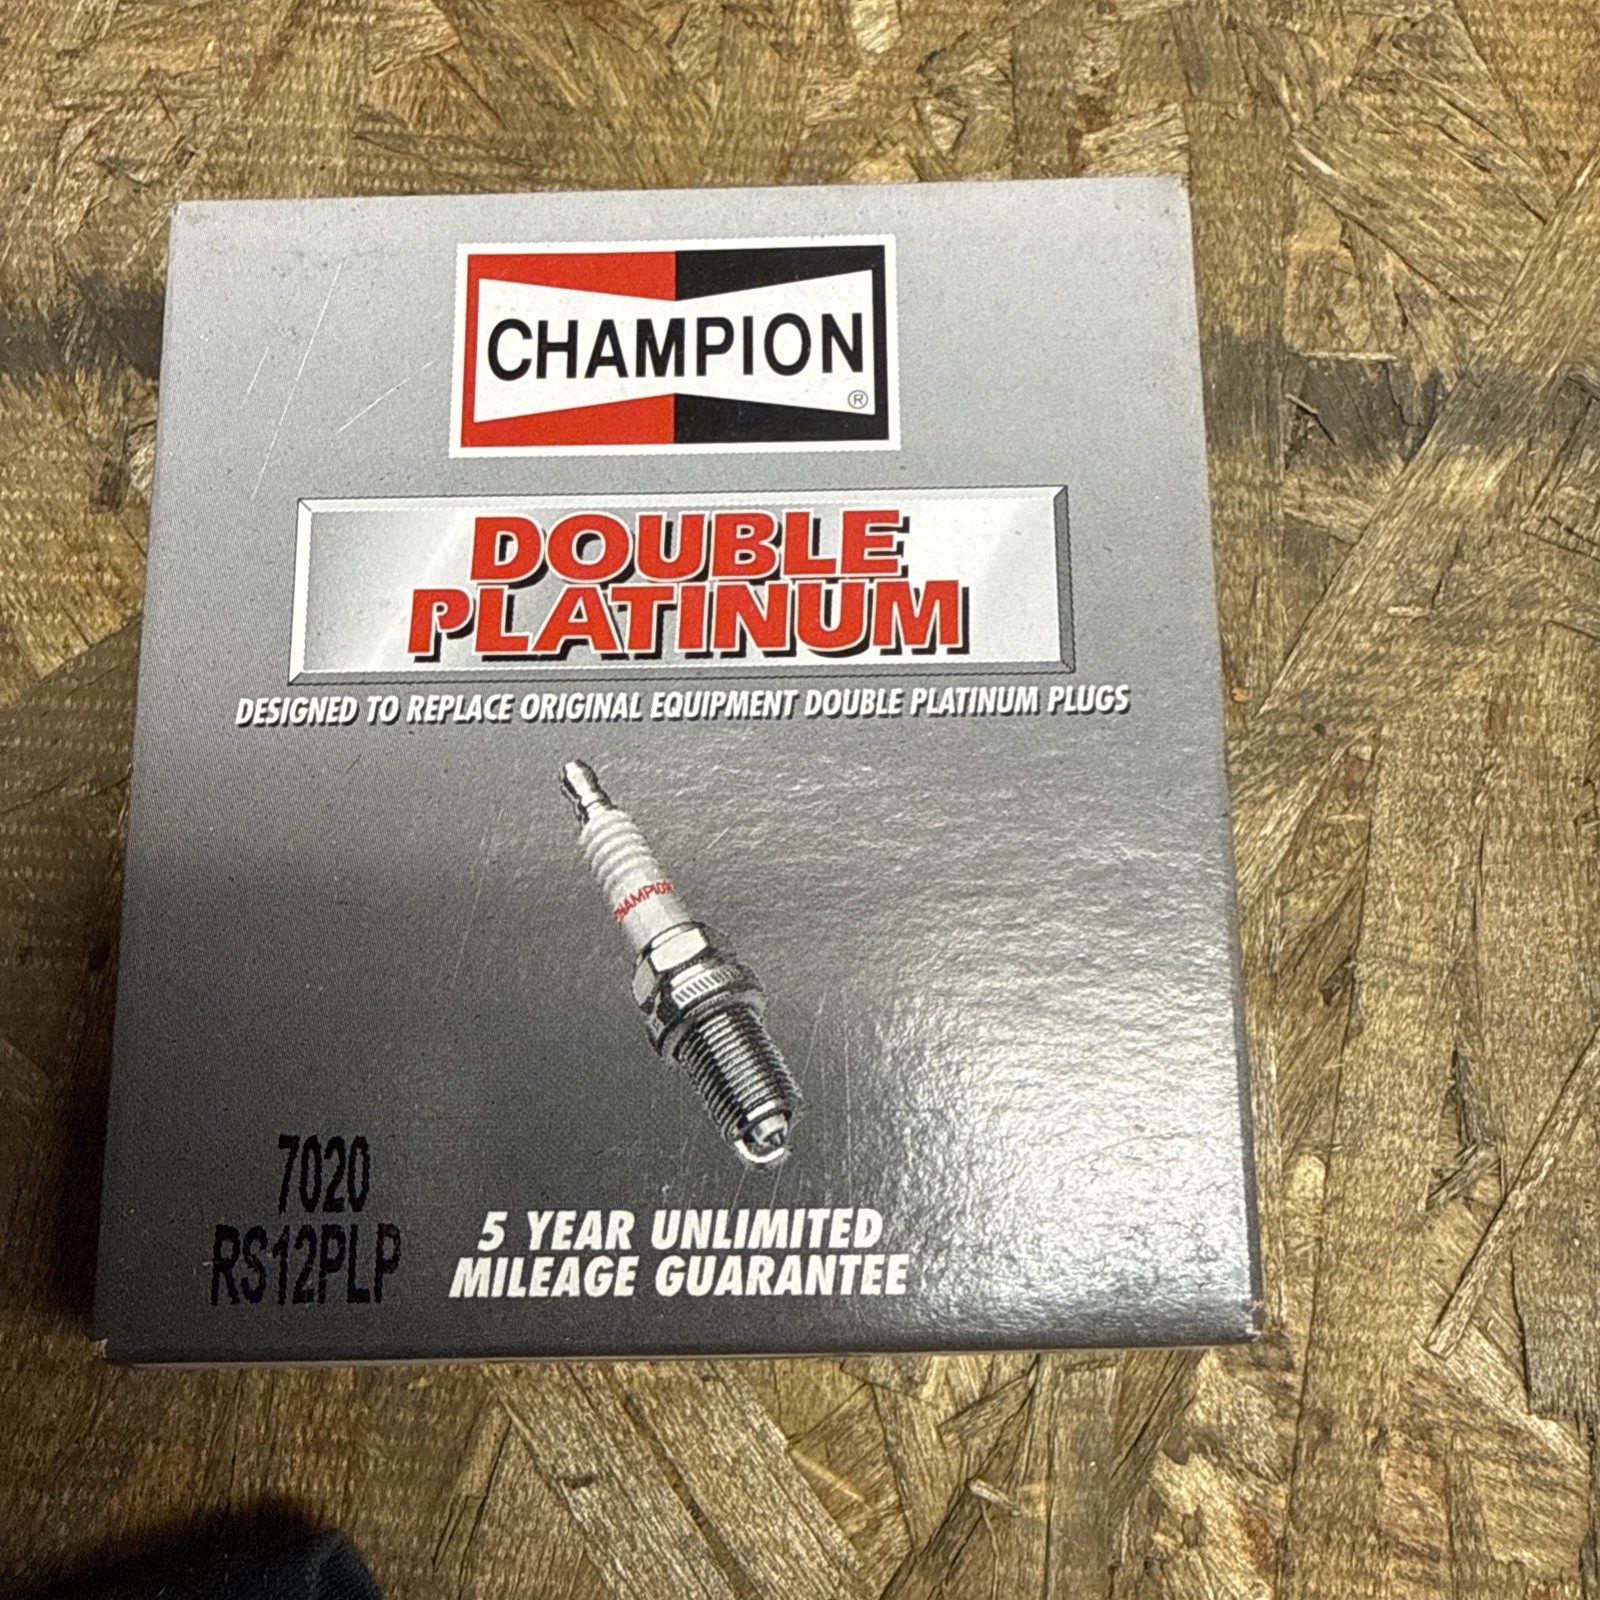 CHAMPION
®
DOUBLE
PLATINUM
DESIGNED TO REPLACE ORIGINAL EQUIPMENT DOUBLE PLATINUM PLUGS
CHAMPION
7020
RS12PLP
5 YEAR UNLIMITED
MILEAGE GUARANTEE